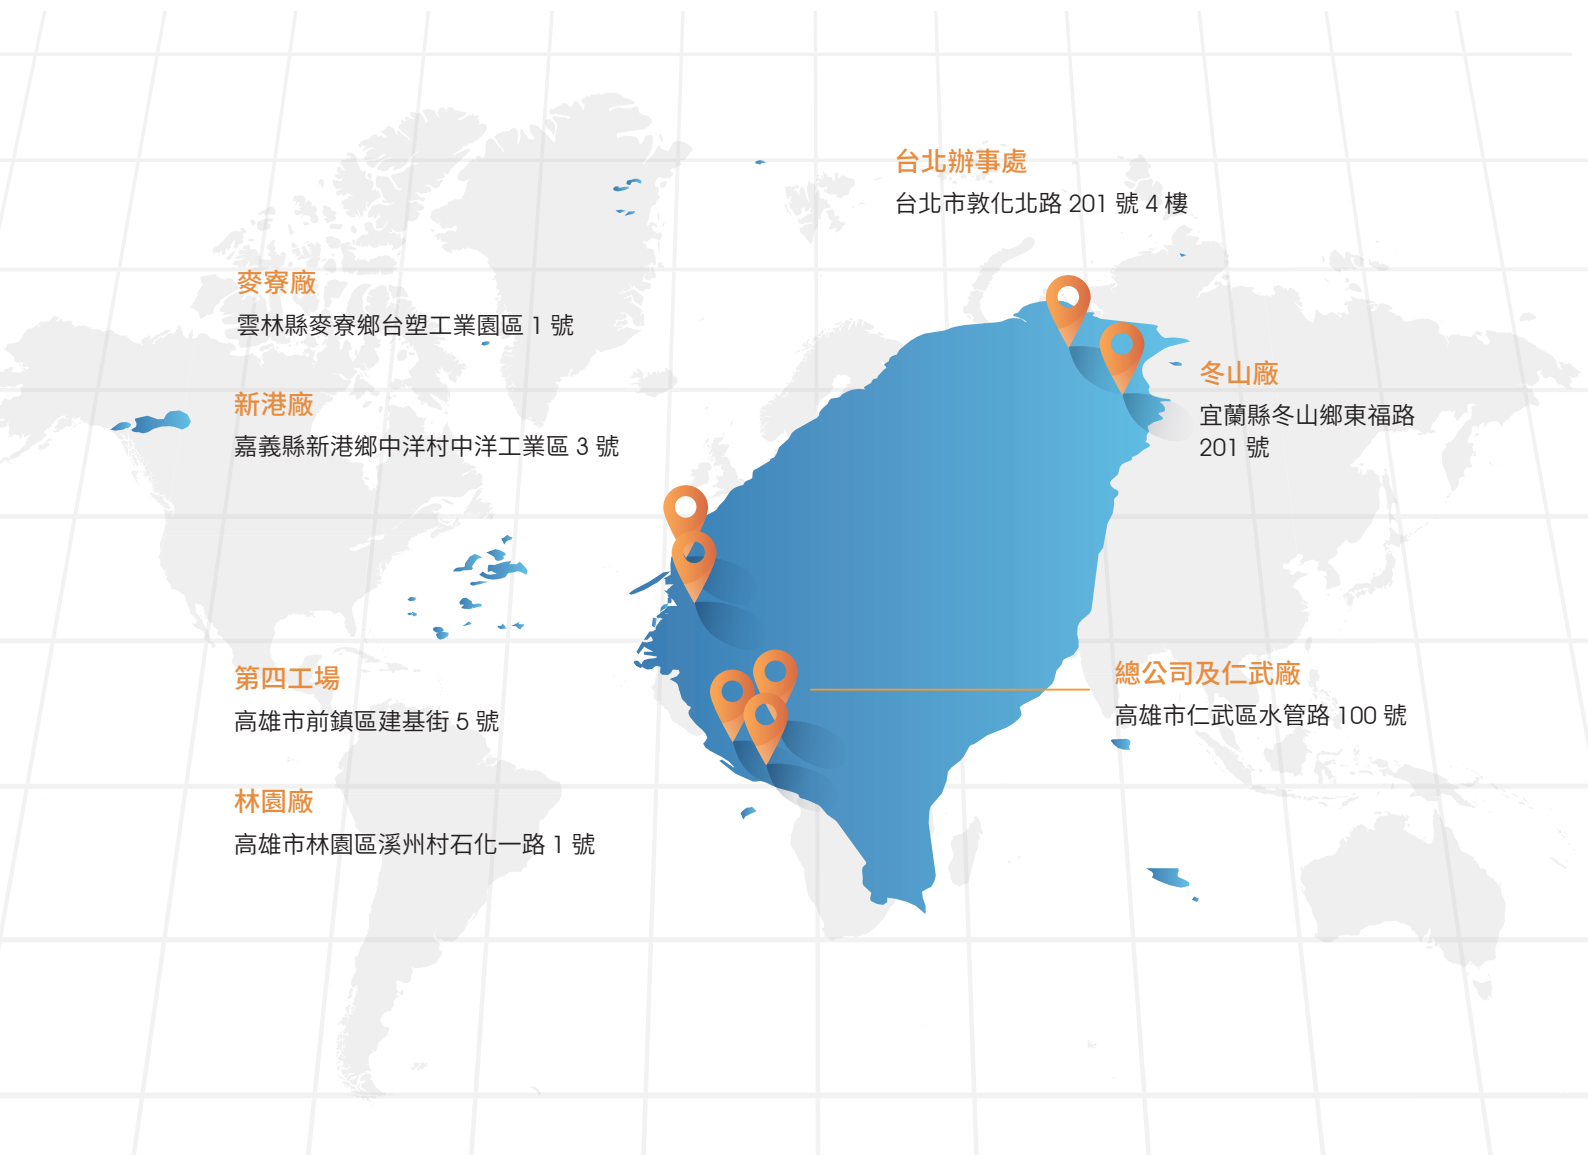 台北辦事處
台北市敦化北路 201 號 4 樓
麥寮廠
雲林縣麥寮鄉台塑工業園區 1 號
冬山廠
宜蘭縣冬山鄉東福路
201 號
新港廠
嘉義縣新港鄉中洋村中洋工業區 3 號
第四工場
高雄市前鎮區建基街 5 號
總公司及仁武廠
高雄市仁武區水管路 100 號
林園廠
高雄市林園區溪州村石化一路 1 號